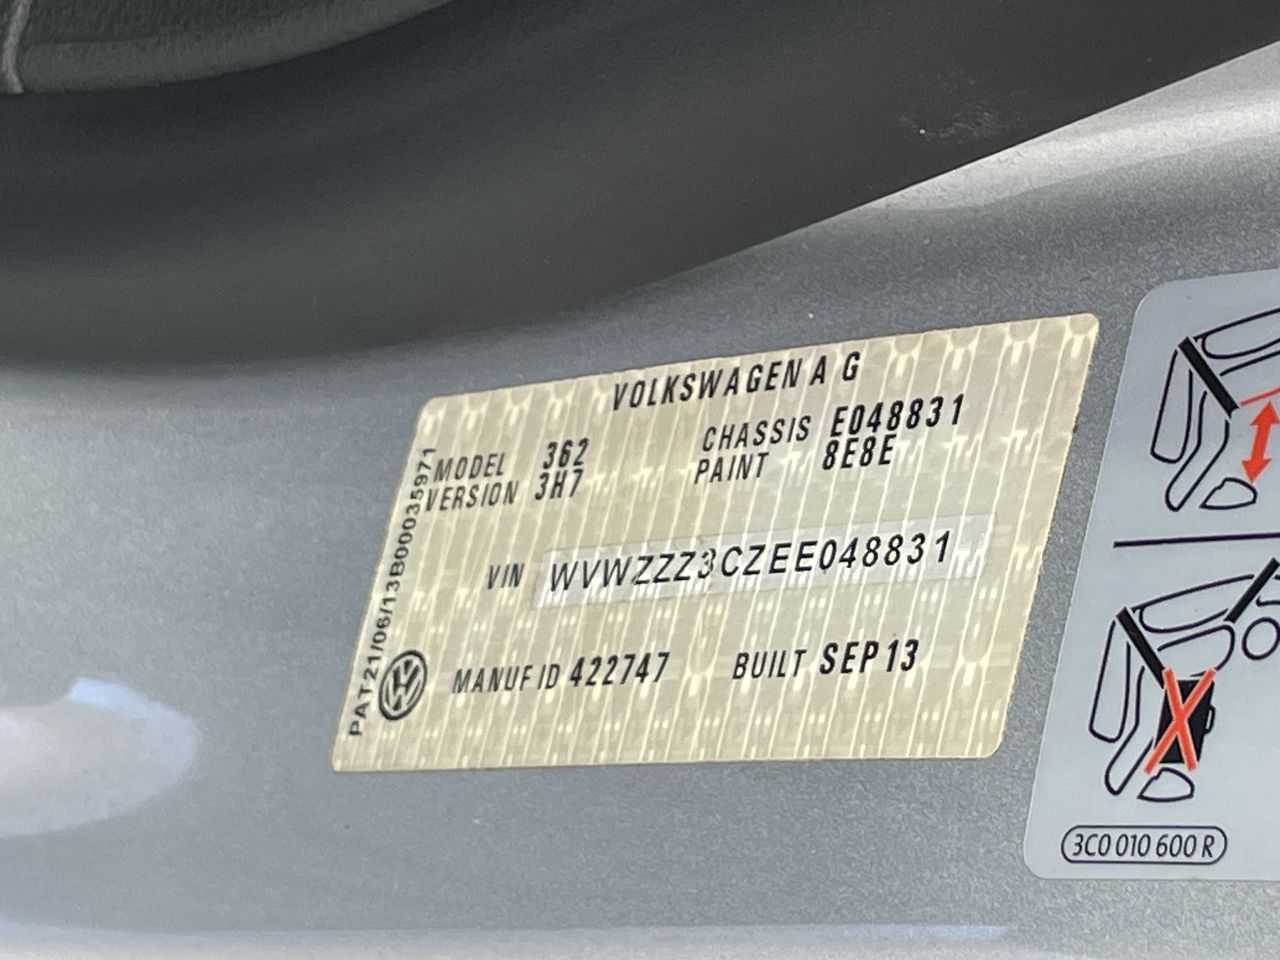 VOLKSWAGEN A G
MODEL 362 CHASSIS E048831
VERSION 3H7 PAINT 8E8E
VIN WVWZZZ3CZEE048831
MANUF ID 422747 BUILT SEP 13
PAT21/06/13B00035971
3C0 010 600 R